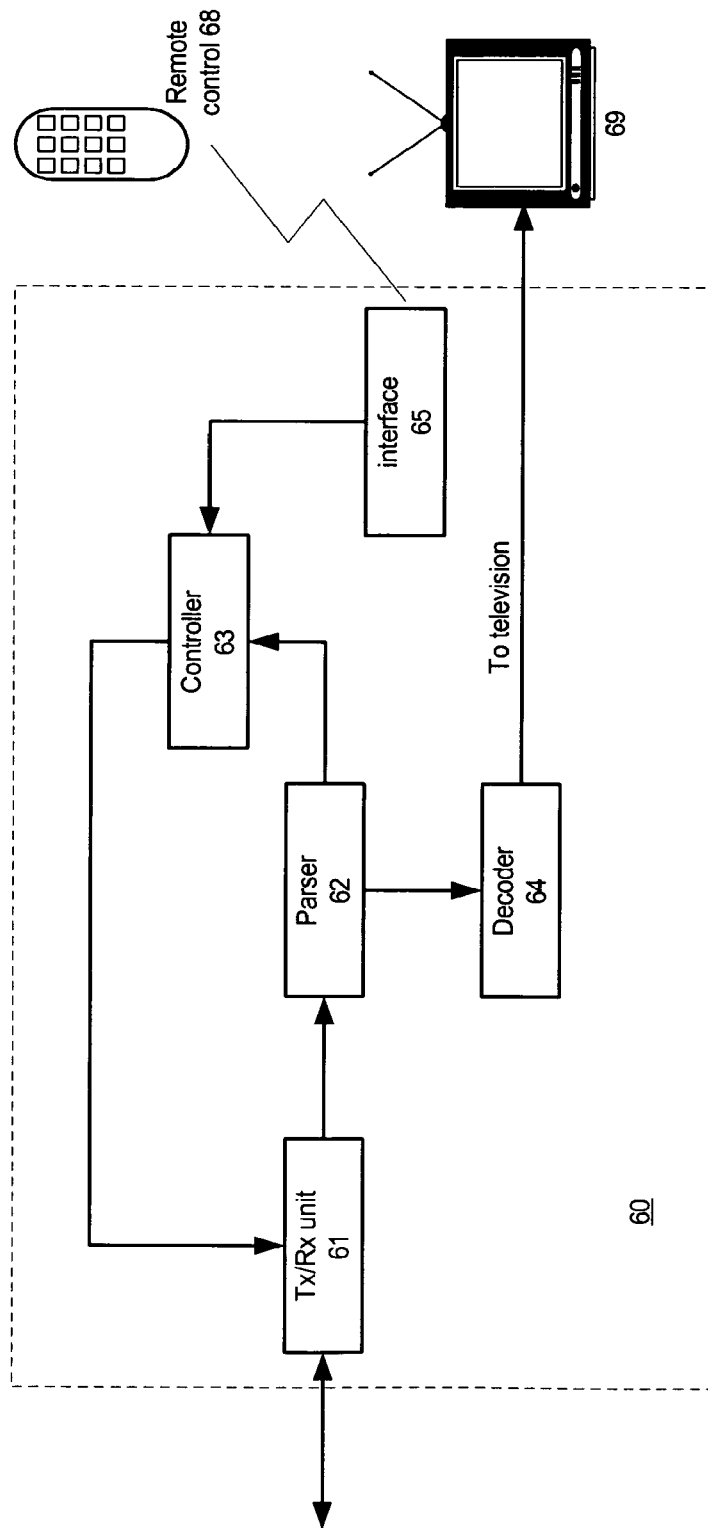 Remote
control 68
69
interface
65
Controller
63
To television
Parser
62
Decoder
64
Tx/Rx unit
61
60